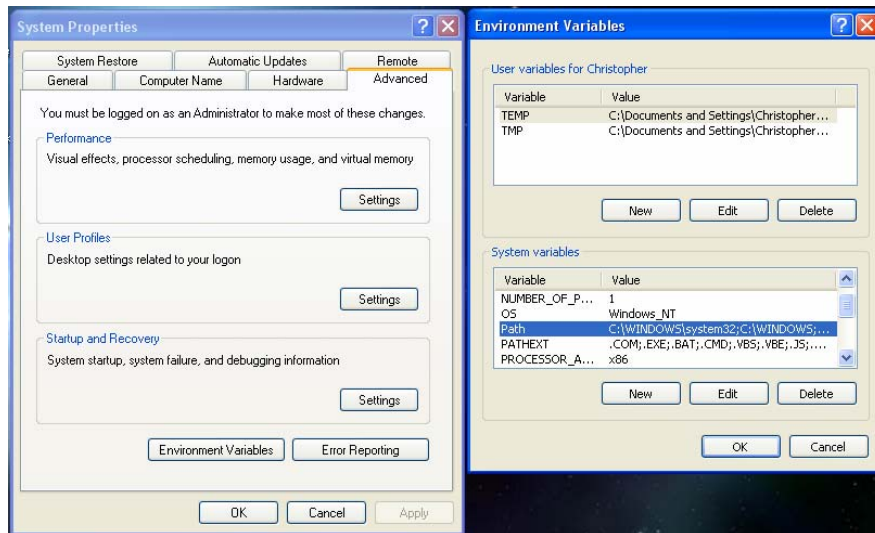 System Properties
System Restore
Automatic Updates
Remote
General
Computer Name
Hardware
Advanced
You must be logged on as an Administrator to make most of these changes.
Performance
Visual effects, processor scheduling, memory usage, and virtual memory
Settings
User Profiles
Desktop settings related to your logon
Settings
Startup and Recovery
System startup, system failure, and debugging information
Settings
Environment Variables
Error Reporting
OK
Cancel
Apply
Environment Variables
User variables for Christopher
Variable Value
TEMP C:\Documents and Settings\Christopher...
TMP C:\Documents and Settings\Christopher...
New
Edit
Delete
System variables
Variable Value
NUMBER_OF_P... 1
OS Windows_NT
Path C:\WINDOWS\system32;C:\WINDOWS;...
PATHEXT .COM;.EXE;.BAT;.CMD;.VBS;.VBE;.JS;....
PROCESSOR_A... x86
New
Edit
Delete
OK
Cancel